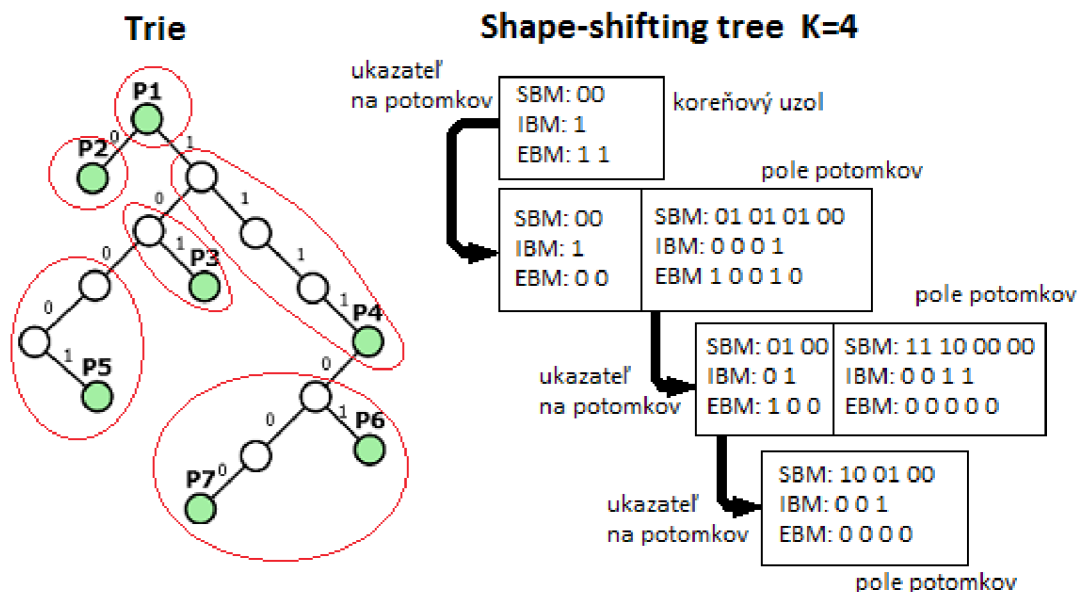 Trie
P1
0
1
P2
0
1
0
1
P3
1
0
1
P4
1
P5
0
0
1
P6
P7
0
Shape-shifting tree K=4
ukazateľ
na potomkov
SBM: 00
IBM: 1
EBM: 1 1
koreňový uzol
pole potomkov
SBM: 00
IBM: 1
EBM: 0 0
SBM: 01 01 01 00
IBM: 0 0 0 1
EBM 1 0 0 1 0
pole potomkov
ukazateľ
na potomkov
SBM: 01 00
IBM: 0 1
EBM: 1 0 0
SBM: 11 10 00 00
IBM: 0 0 1 1
EBM: 0 0 0 0 0
ukazateľ
na potomkov
SBM: 10 01 00
IBM: 0 0 1
EBM: 0 0 0 0
pole potomkov